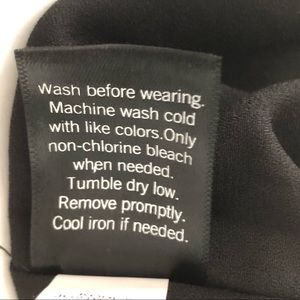 Wash before wearing.
Machine wash cold
with like colors.Only
non-chlorine bleach
when needed.
Tumble dry low.
Remove promptly.
Cool iron if needed.